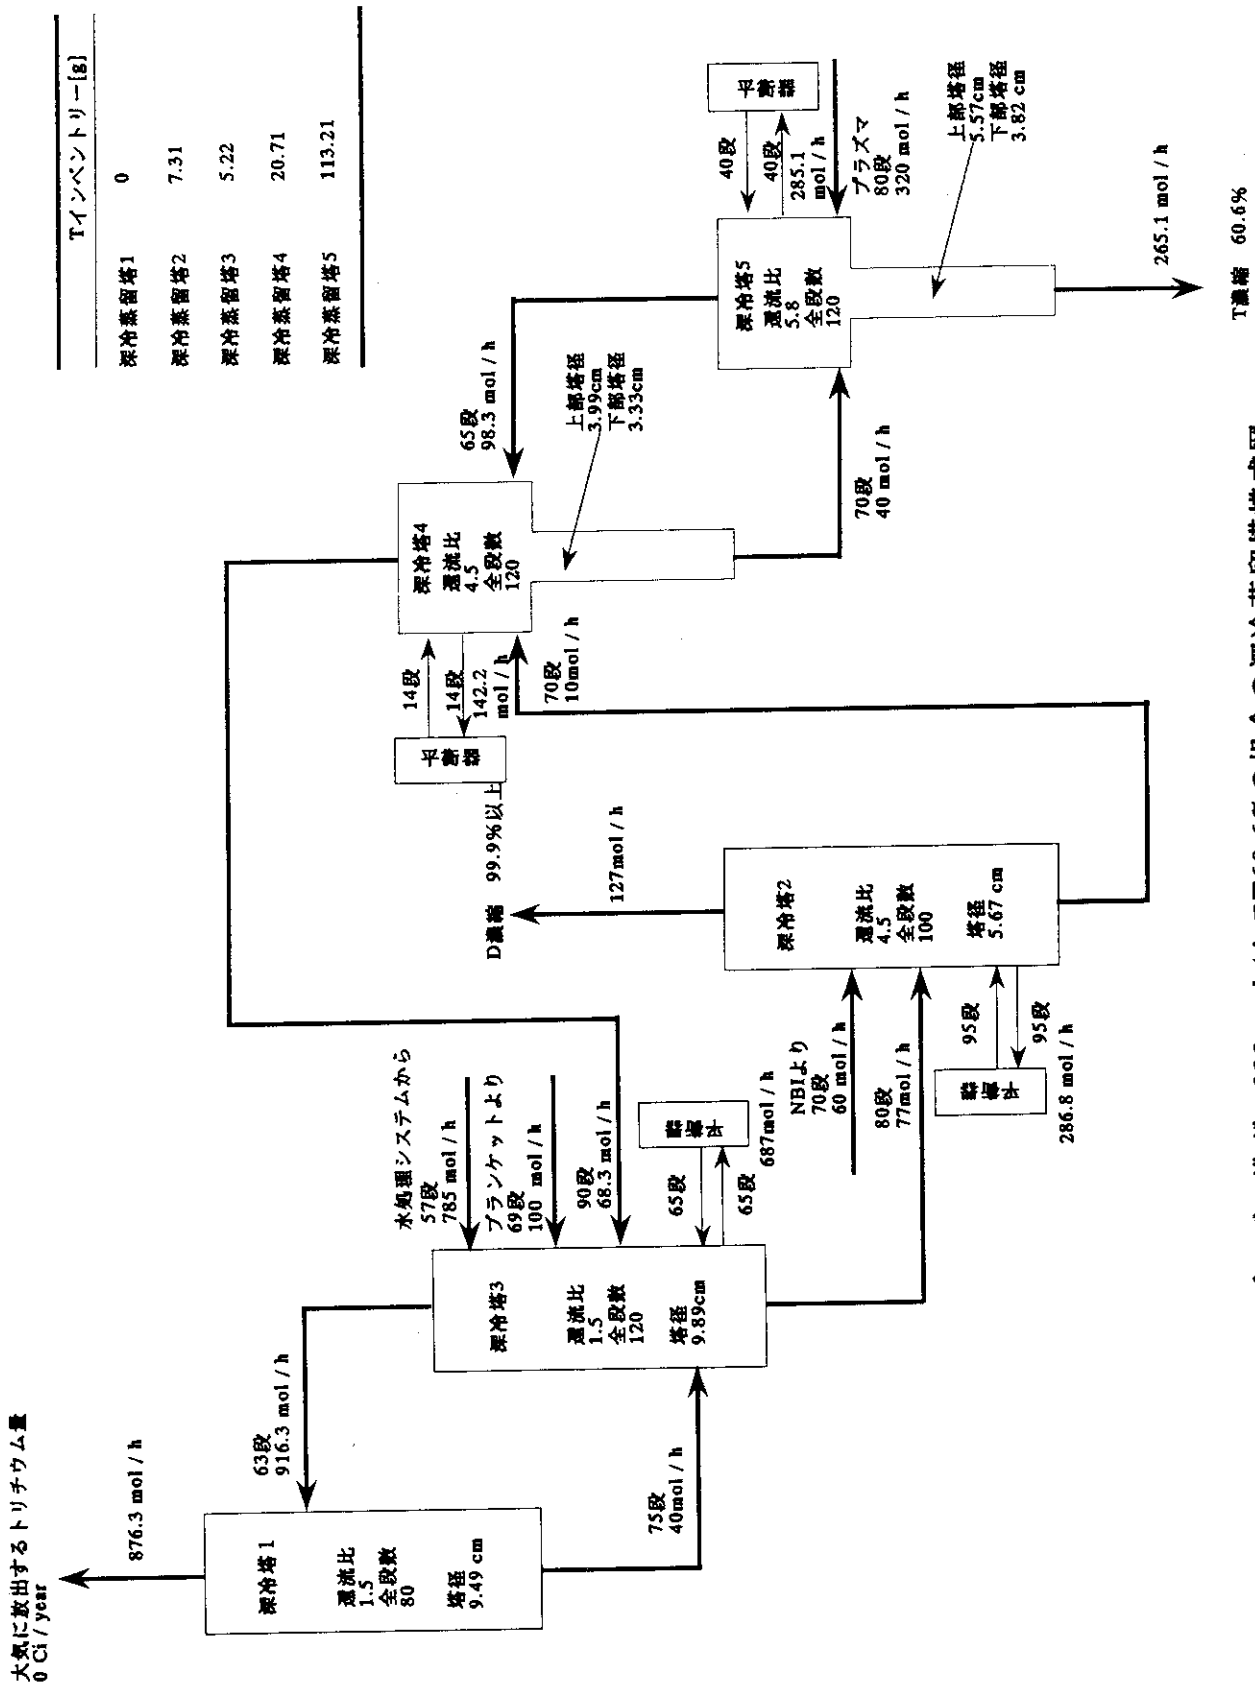 大気に放出するトリチウム量
0 Ci / year
876.3 mol / h
深冷塔1
還流比
1.5
全段数
80
塔径
9.49 cm
63段
916.3 mol / h
75段
40mol / h
水処理システムから
57段
785 mol / h
ブランケットより
69段
100 mol / h
90段
68.3 mol / h
深冷塔3
還流比
1.5
全段数
120
塔径
9.89cm
65段
65段
687mol / h
平衡器
NBIより
70段
60 mol / h
80段
77mol / h
D濃縮 99.9%以上
127mol / h
深冷塔2
還流比
4.5
全段数
100
塔径
5.67 cm
95段
95段
286.8 mol / h
平衡器
14段
14段
142.2
mol / h
平衡器
70段
10mol / h
深冷塔4
還流比
4.5
全段数
120
65段
98.3 mol / h
上部塔径
3.99cm
下部塔径
3.33cm
70段
40 mol / h
深冷塔5
還流比
5.8
全段数
120
40段
40段
285.1
mol / h
平衡器
プラズマ
80段
320 mol / h
上部塔径
5.57cm
下部塔径
3.82 cm
265.1 mol / h
T濃縮 60.6%
Tインベントリー[g]
深冷蒸留塔1 0
深冷蒸留塔2 7.31
深冷蒸留塔3 5.22
深冷蒸留塔4 20.71
深冷蒸留塔5 113.21